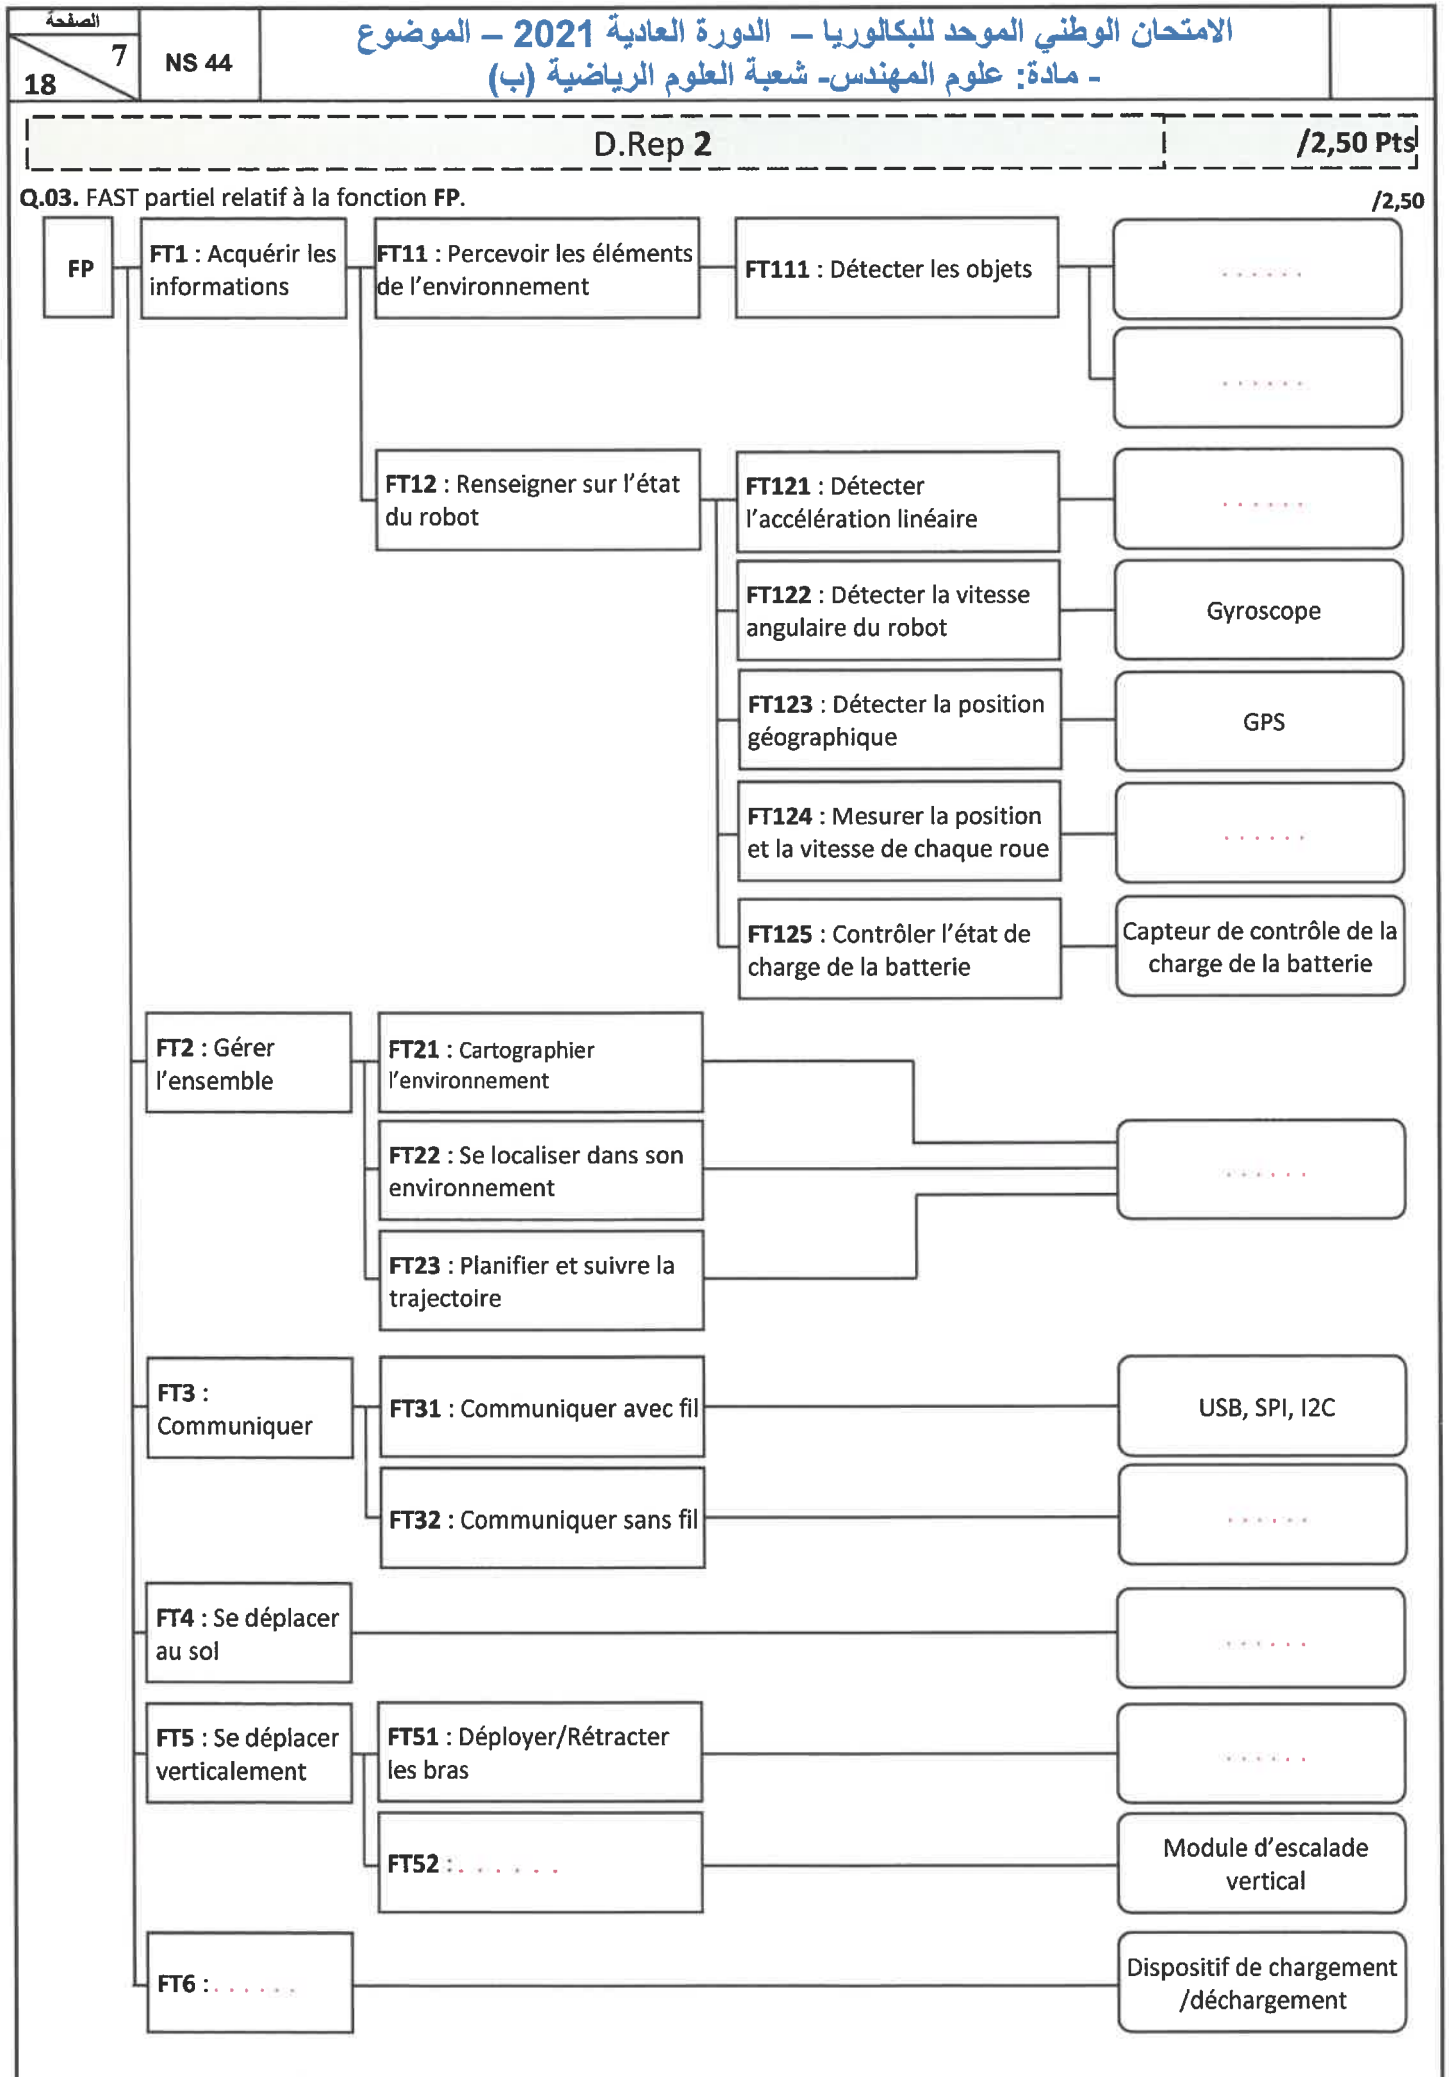 الصفحة
7
18
NS 44
الامتحان الوطني الموحد للبكالوريا – الدورة العادية 2021 – الموضوع
- مادة: علوم المهندس- شعبة العلوم الرياضية (ب)
D.Rep 2
/2,50 Pts
Q.03. FAST partiel relatif à la fonction FP.
/2,50
FP
FT1 : Acquérir les
informations
FT11 : Percevoir les éléments
de l'environnement
FT111 : Détecter les objets
. . . . . .
. . . . . .
FT12 : Renseigner sur l'état
du robot
FT121 : Détecter
l'accélération linéaire
. . . . . .
FT122 : Détecter la vitesse
angulaire du robot
Gyroscope
FT123 : Détecter la position
géographique
GPS
FT124 : Mesurer la position
et la vitesse de chaque roue
. . . . . .
FT125 : Contrôler l'état de
charge de la batterie
Capteur de contrôle de la
charge de la batterie
FT2 : Gérer
l'ensemble
FT21 : Cartographier
l'environnement
FT22 : Se localiser dans son
environnement
. . . . . .
FT23 : Planifier et suivre la
trajectoire
FT3 :
Communiquer
FT31 : Communiquer avec fil
USB, SPI, I2C
FT32 : Communiquer sans fil
. . . . . .
FT4 : Se déplacer
au sol
. . . . . .
FT5 : Se déplacer
verticalement
FT51 : Déployer/Rétracter
les bras
. . . . . .
FT52 : . . . . . .
Module d'escalade
vertical
FT6 : . . . . . .
Dispositif de chargement
/déchargement